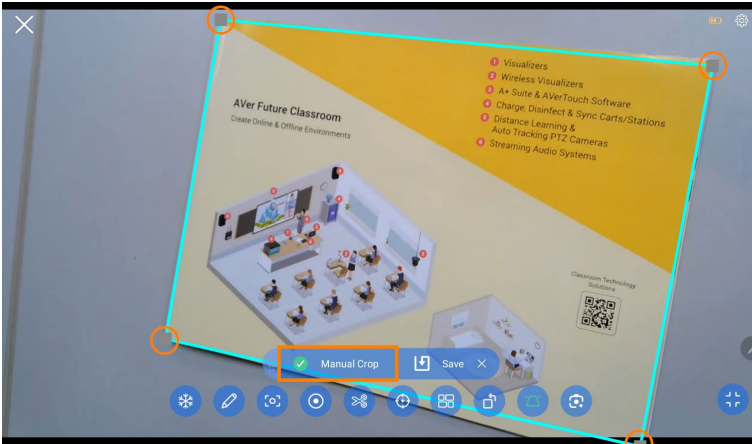 Visualizers
Wireless Visualizers
A+ Suite & AVerTouch Software
Charge, Disinfect & Sync Carts/Stations
Distance Learning &
Auto Tracking PTZ Cameras
Streaming Audio Systems
AVer Future Classroom
Create Online & Offline Environments
Classroom Technology
Solutions
Manual Crop
Save